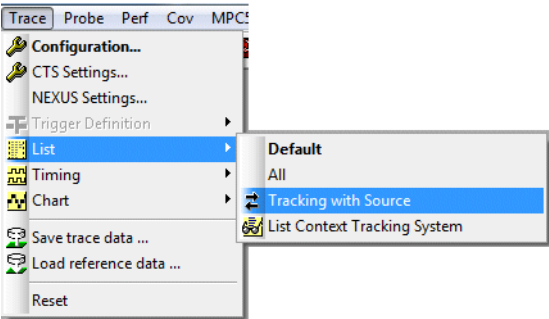 Trace Probe Perf Cov
Configuration...
CTS Settings...
NEXUS Settings...
Trigger Definition
List
Timing
Chart
Save trace data ...
Load reference data ...
Reset
Default
All
Tracking with Source
List Context Tracking System